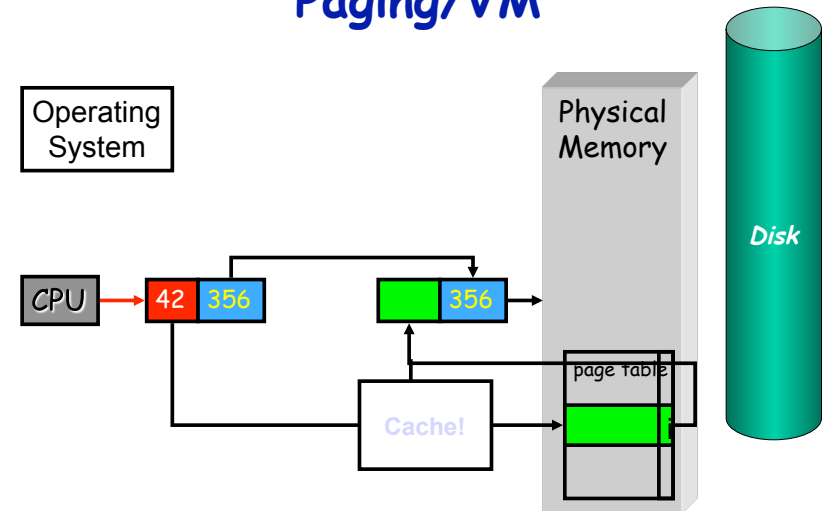 Paging/VM
Operating
System
Physical
Memory
Disk
CPU
42 356
356
page table
Cache!
i